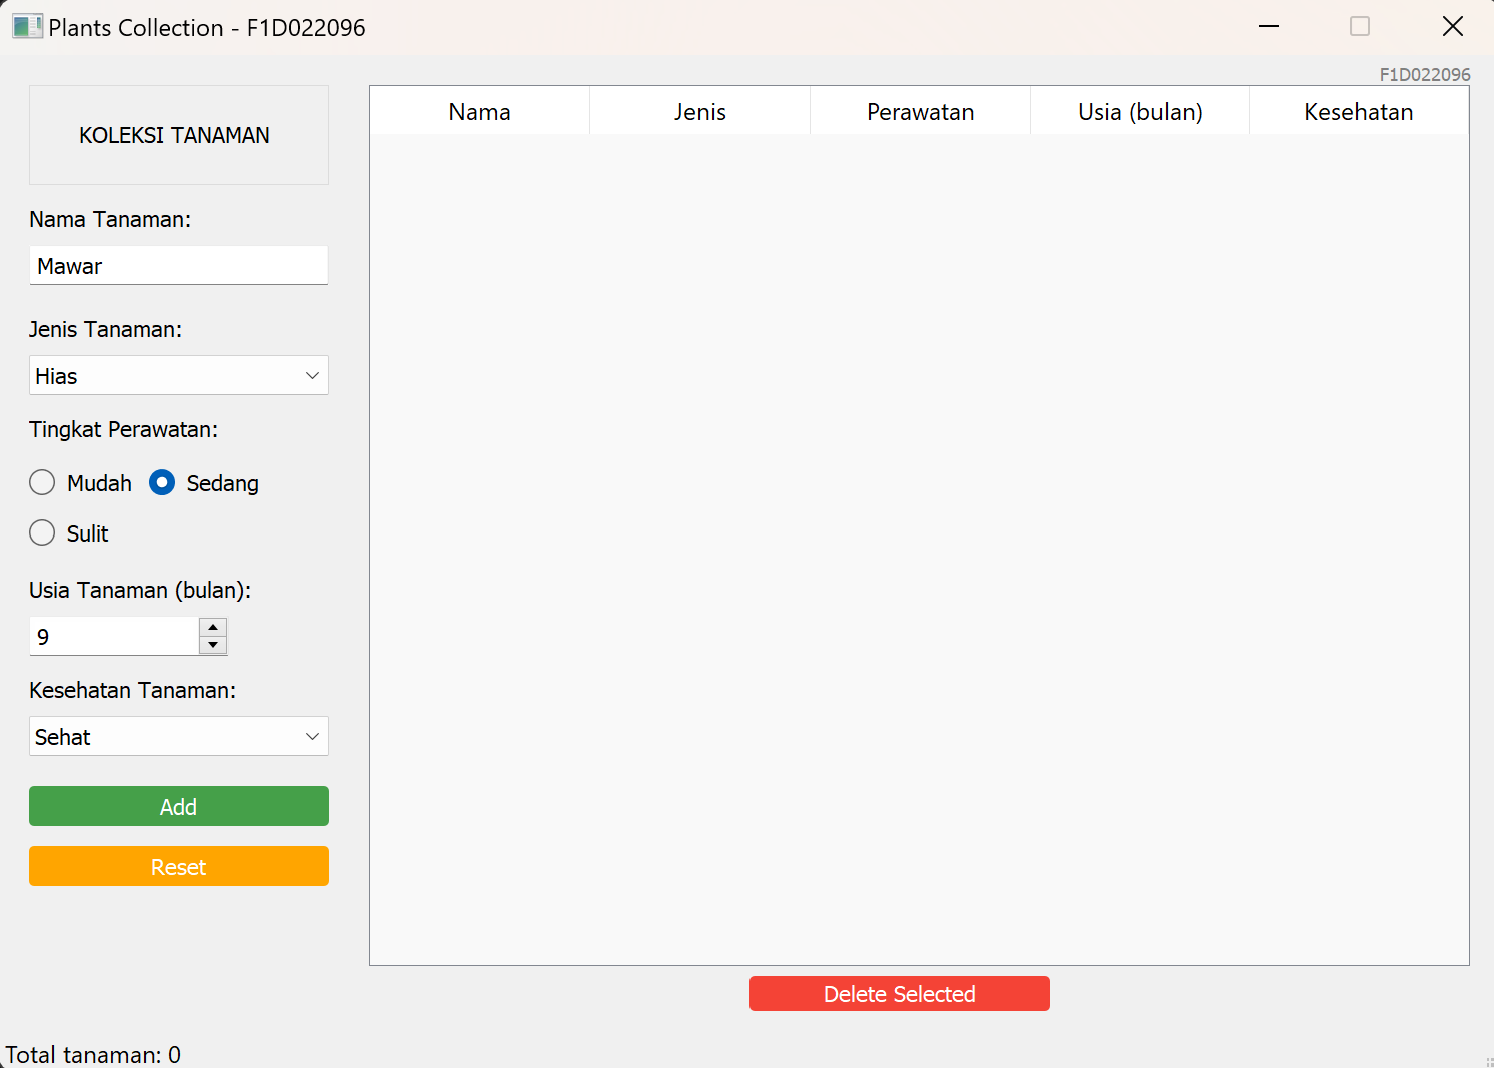 Plants Collection - F1D022096
F1D022096
KOLEKSI TANAMAN
Nama Tanaman:
Mawar
Jenis Tanaman:
Hias
Tingkat Perawatan:
Mudah Sedang
Sulit
Usia Tanaman (bulan):
9
Kesehatan Tanaman:
Sehat
Add
Reset
Nama Jenis Perawatan Usia (bulan) Kesehatan
Delete Selected
Total tanaman: 0